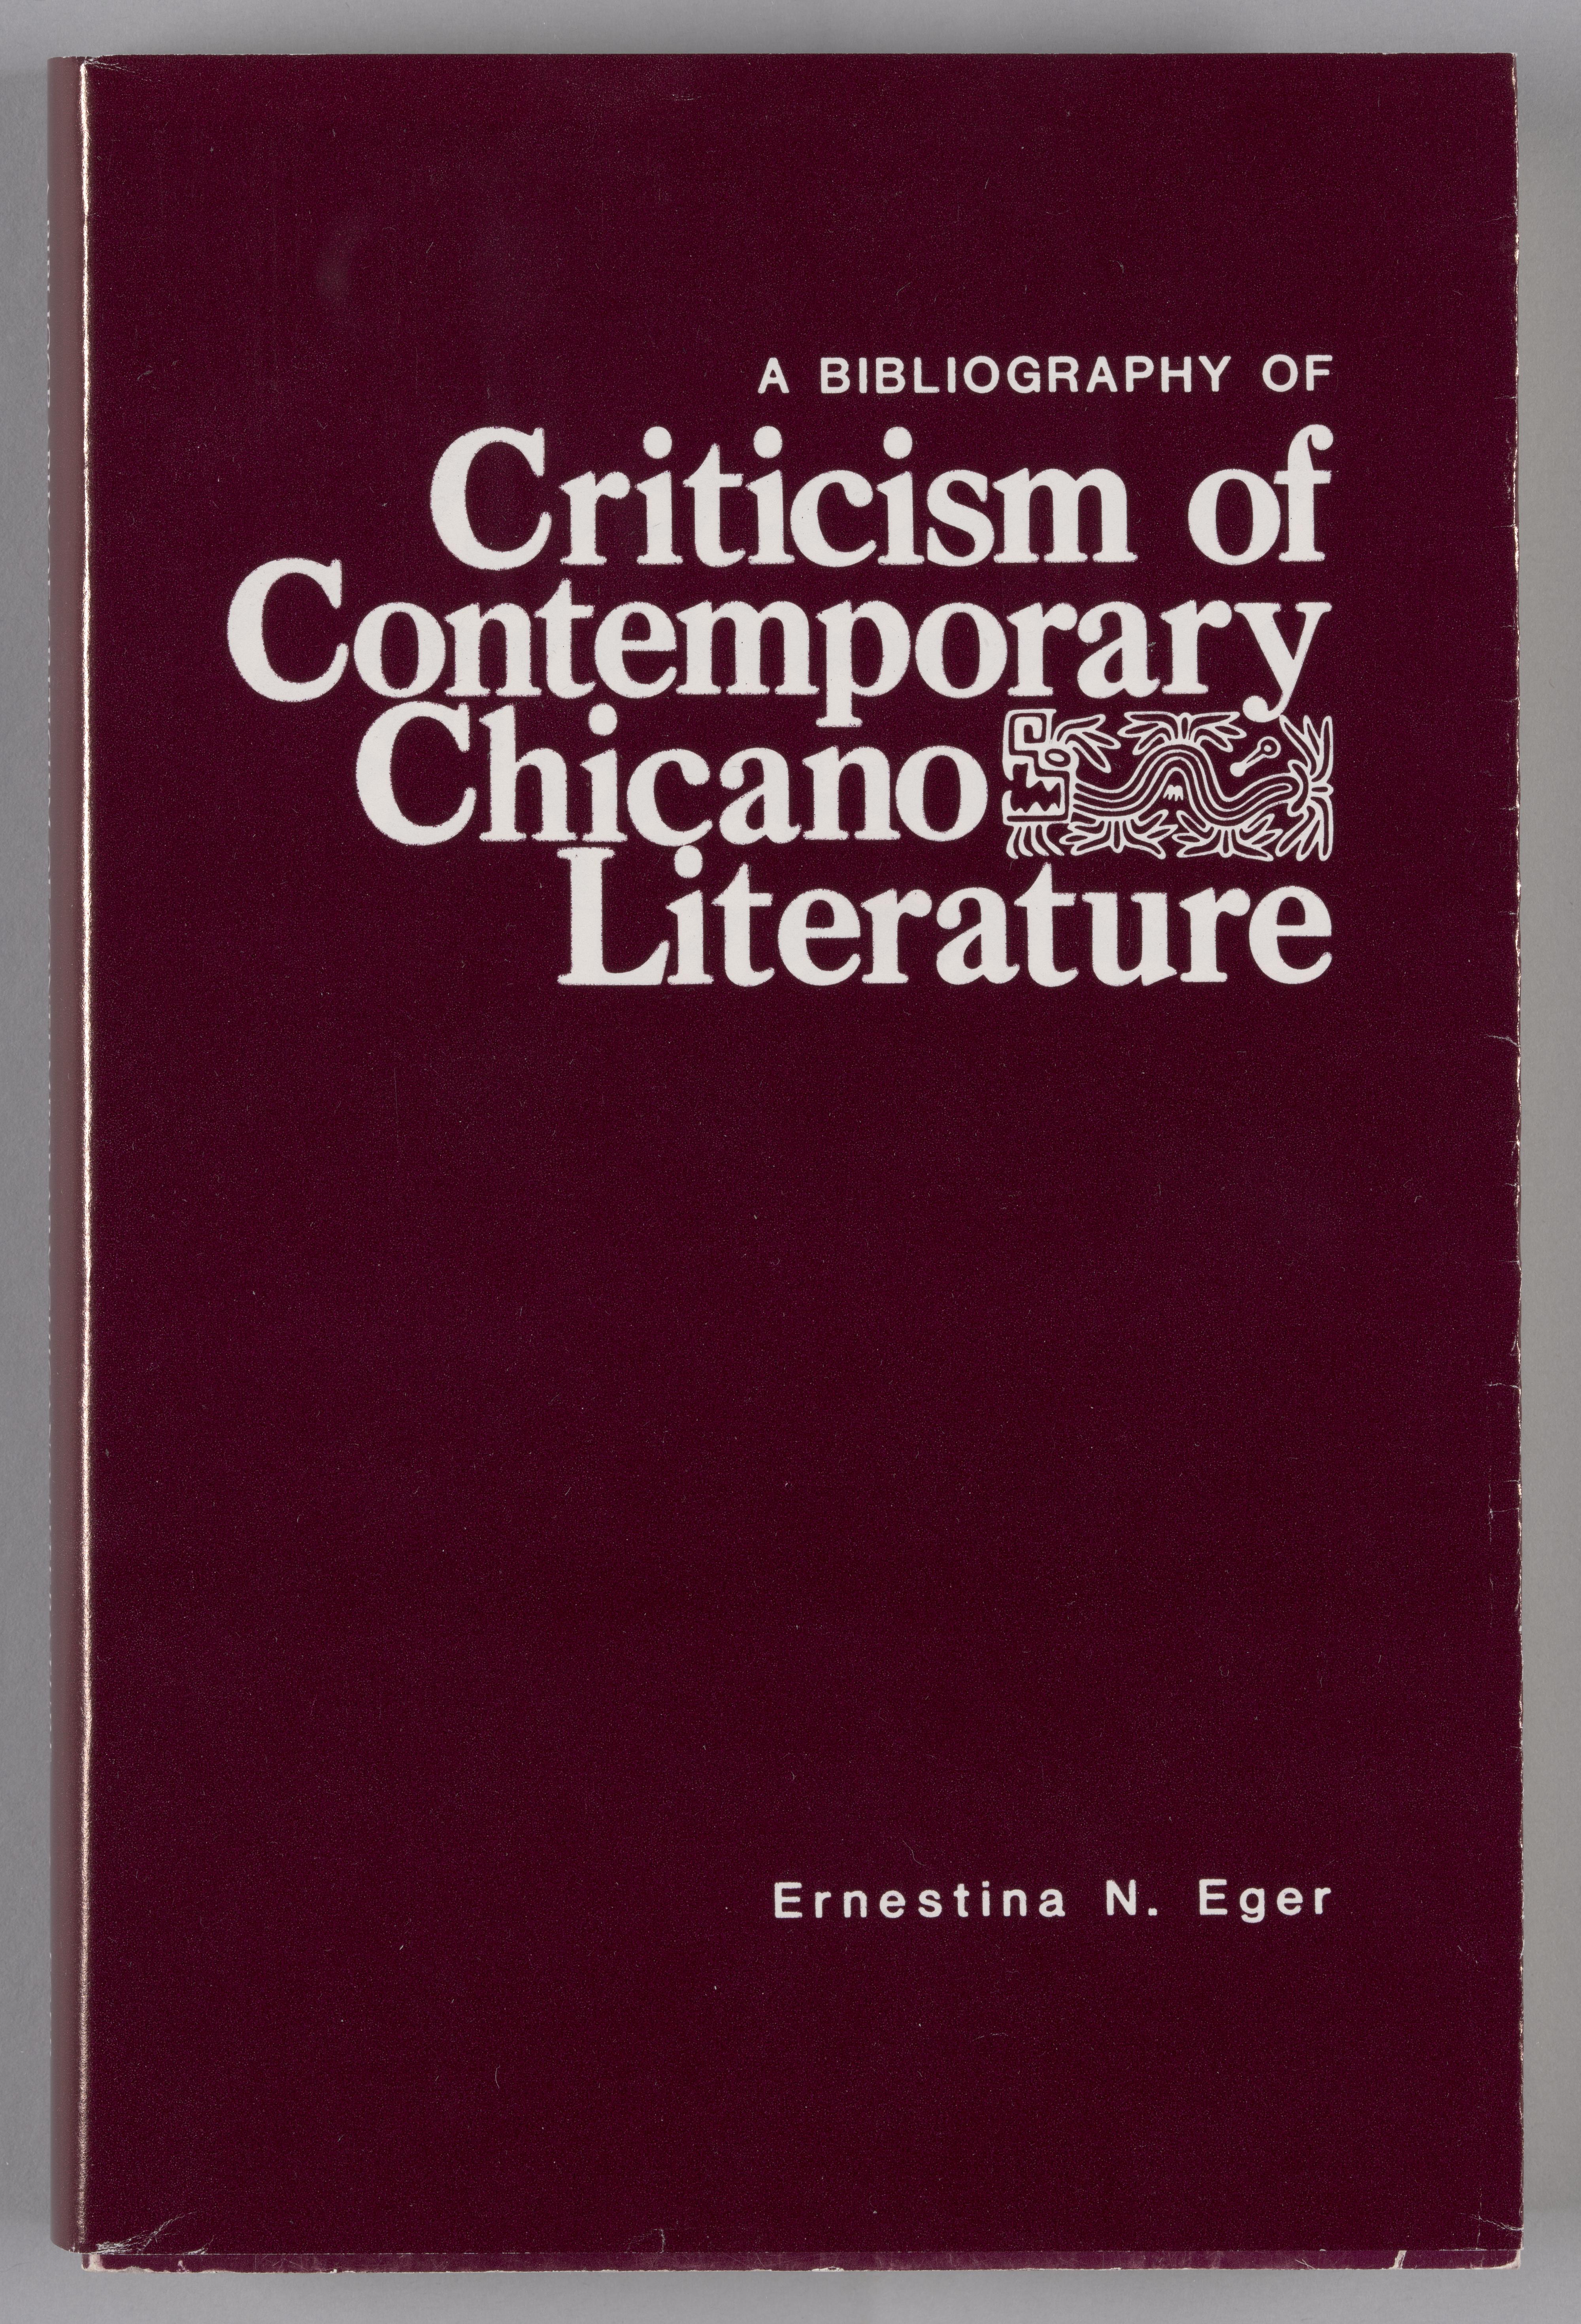 A BIBLIOGRAPHY OF
Criticism of
Contemporary
Chicano
Literature
Ernestina N. Eger